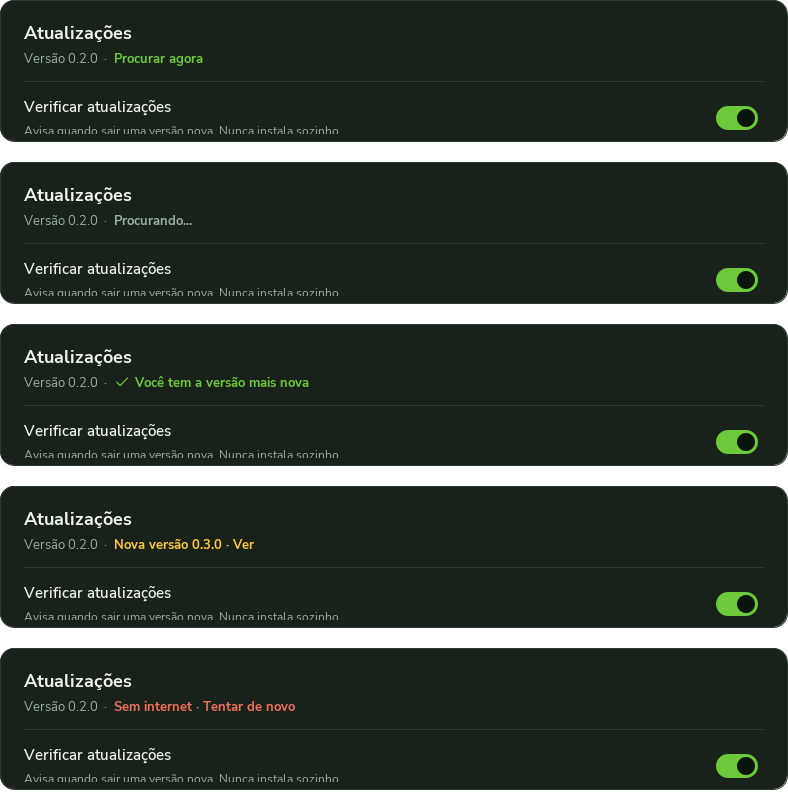 Atualizações
Versão 0.2.0 · Procurar agora
Verificar atualizações
Avisa quando sair uma versão nova. Nunca instala sozinho
Atualizações
Versão 0.2.0 · Procurando...
Verificar atualizações
Avisa quando sair uma versão nova. Nunca instala sozinho
Atualizações
Versão 0.2.0 · ✓ Você tem a versão mais nova
Verificar atualizações
Avisa quando sair uma versão nova. Nunca instala sozinho
Atualizações
Versão 0.2.0 · Nova versão 0.3.0 · Ver
Verificar atualizações
Avisa quando sair uma versão nova. Nunca instala sozinho
Atualizações
Versão 0.2.0 · Sem internet · Tentar de novo
Verificar atualizações
Avisa quando sair uma versão nova. Nunca instala sozinho